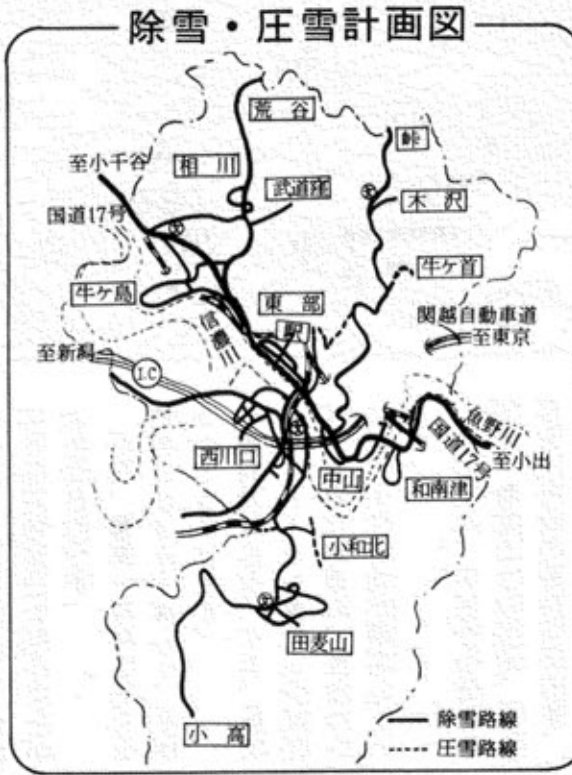 除雪・圧雪計画図
荒谷
峠
至小千谷
相川
武道窪
木沢
国道17号
牛ケ首
牛ケ島
東部
関越自動車道
駅
至東京
信濃川
至新潟
I.C
魚野川
国道17号
西川口
中山
至小出
和南津
小和北
田麦山
小高
除雪路線
圧雪路線